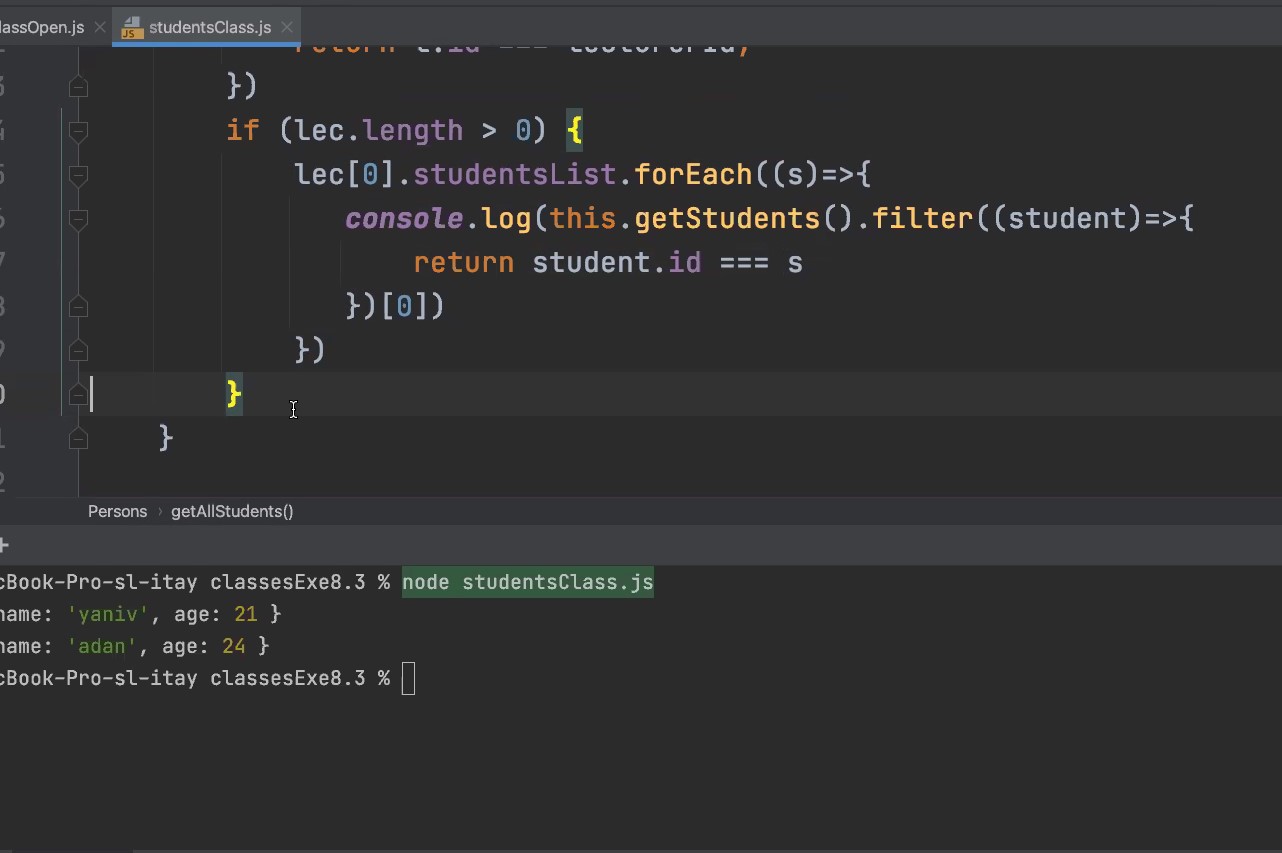 lassOpen.js
JS studentsClass.js
})
if (lec.length > 0) {
lec[0].studentsList.forEach((s)=>{
console.log(this.getStudents().filter((student)=>{
return student.id === s
})[0])
})
}
}
Persons › getAllStudents()
+
cBook-Pro-sl-itay classesExe8.3 % node studentsClass.js
name: 'yaniv', age: 21 }
name: 'adan', age: 24 }
cBook-Pro-sl-itay classesExe8.3 %